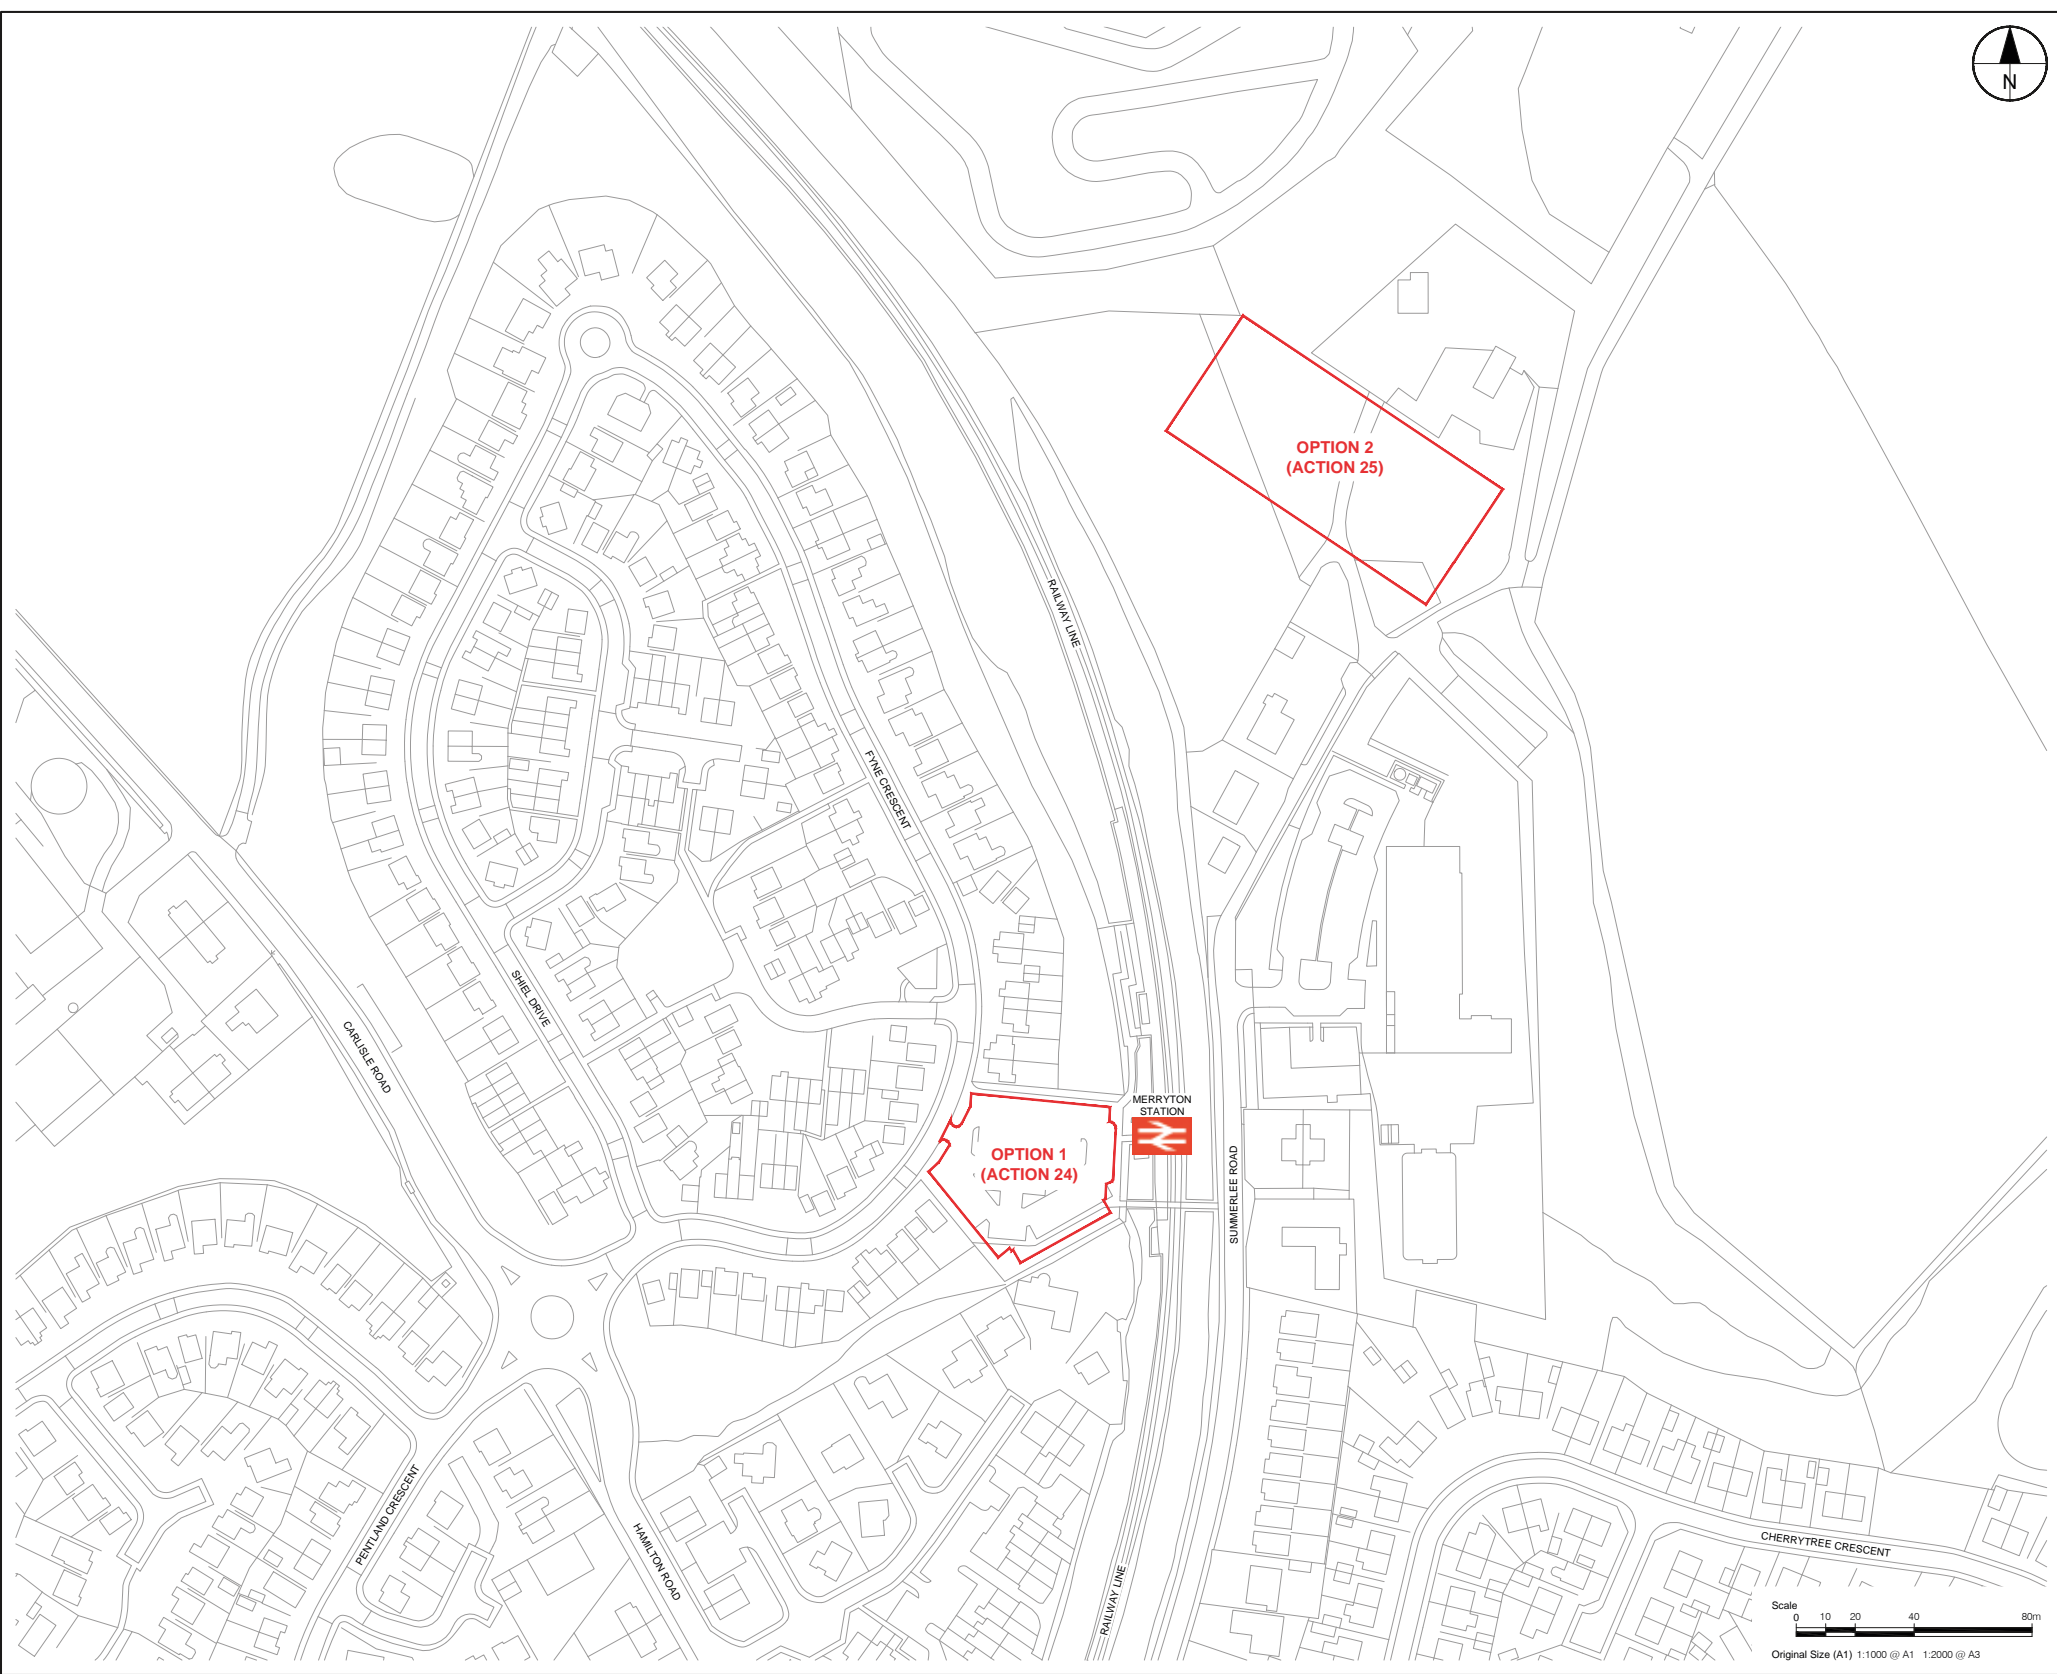 N
OPTION 2
(ACTION 25)
RAILWAY LINE
FYNE CRESCENT
SHIEL DRIVE
CARLISLE ROAD
MERRYTON
STATION
OPTION 1
(ACTION 24)
SUMMERLEE ROAD
PENTLAND CRESCENT
HAMILTON ROAD
RAILWAY LINE
CHERRYTREE CRESCENT
Scale
0 10 20 40 80m
Original Size (A1) 1:1000 @ A1 1:2000 @ A3